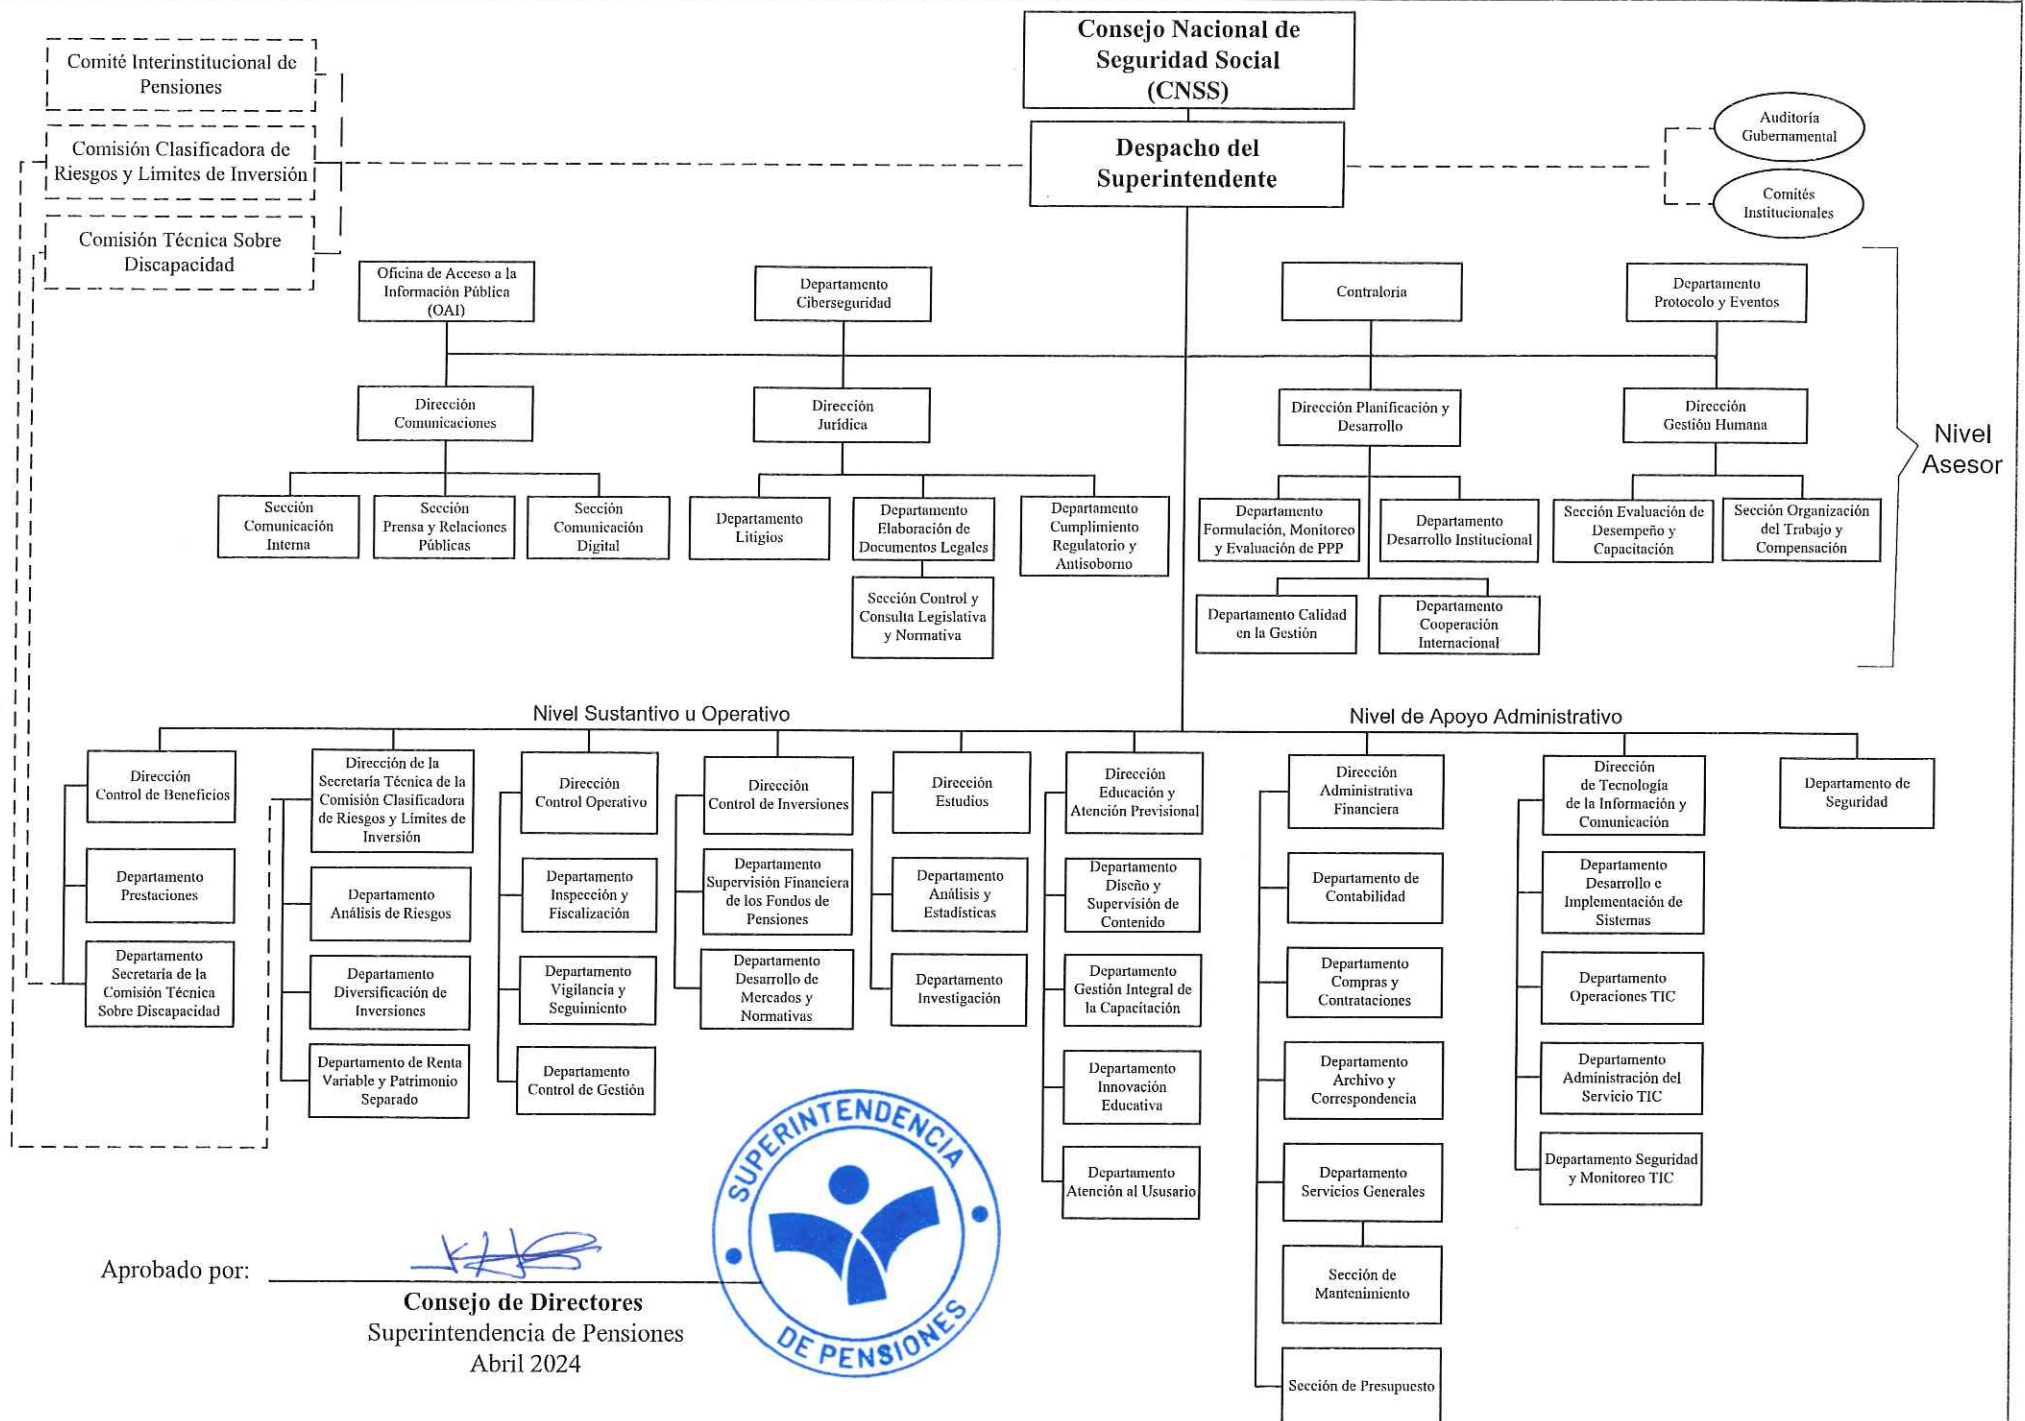 Consejo Nacional de
Seguridad Social
(CNSS)
Despacho del
Superintendente
Comité Interinstitucional de
Pensiones
Comisión Clasificadora de
Riesgos y Límites de Inversión
Comisión Técnica Sobre
Discapacidad
Auditoría
Gubernamental
Comités
Institucionales
Oficina de Acceso a la
Información Pública
(OAI)
Departamento
Ciberseguridad
Contraloría
Departamento
Protocolo y Eventos
Dirección
Comunicaciones
Dirección
Jurídica
Dirección Planificación y
Desarrollo
Dirección
Gestión Humana
Nivel
Asesor
Sección
Comunicación
Interna
Sección
Prensa y Relaciones
Públicas
Sección
Comunicación
Digital
Departamento
Litigios
Departamento
Elaboración de
Documentos Legales
Departamento
Cumplimiento
Regulatorio y
Antisoborno
Departamento
Formulación, Monitoreo
y Evaluación de PPP
Departamento
Desarrollo Institucional
Sección Evaluación de
Desempeño y
Capacitación
Sección Organización
del Trabajo y
Compensación
Sección Control y
Consulta Legislativa
y Normativa
Departamento Calidad
en la Gestión
Departamento
Cooperación
Internacional
Nivel Sustantivo u Operativo
Nivel de Apoyo Administrativo
Dirección
Control de Beneficios
Departamento
Prestaciones
Departamento
Secretaría de la
Comisión Técnica
Sobre Discapacidad
Dirección de la
Secretaría Técnica de la
Comisión Clasificadora
de Riesgos y Límites de
Inversión
Departamento
Análisis de Riesgos
Departamento
Diversificación de
Inversiones
Departamento de Renta
Variable y Patrimonio
Separado
Dirección
Control Operativo
Departamento
Inspección y
Fiscalización
Departamento
Vigilancia y
Seguimiento
Departamento
Control de Gestión
Dirección
Control de Inversiones
Departamento
Supervisión Financiera
de los Fondos de
Pensiones
Departamento
Desarrollo de
Mercados y
Normativas
Dirección
Estudios
Departamento
Análisis y
Estadísticas
Departamento
Investigación
Dirección
Educación y
Atención Previsional
Departamento
Diseño y
Supervisión de
Contenido
Departamento
Gestión Integral de
la Capacitación
Departamento
Innovación
Educativa
Departamento
Atención al Ususario
Dirección
Administrativa
Financiera
Departamento de
Contabilidad
Departamento
Compras y
Contrataciones
Departamento
Archivo y
Correspondencia
Departamento
Servicios Generales
Sección de
Mantenimiento
Sección de Presupuesto
Dirección
de Tecnología
de la Información y
Comunicación
Departamento
Desarrollo e
Implementación de
Sistemas
Departamento
Operaciones TIC
Departamento
Administración del
Servicio TIC
Departamento Seguridad
y Monitoreo TIC
Departamento de
Seguridad
Aprobado por:
Consejo de Directores
Superintendencia de Pensiones
Abril 2024
SUPERINTENDENCIA
DE PENSIONES